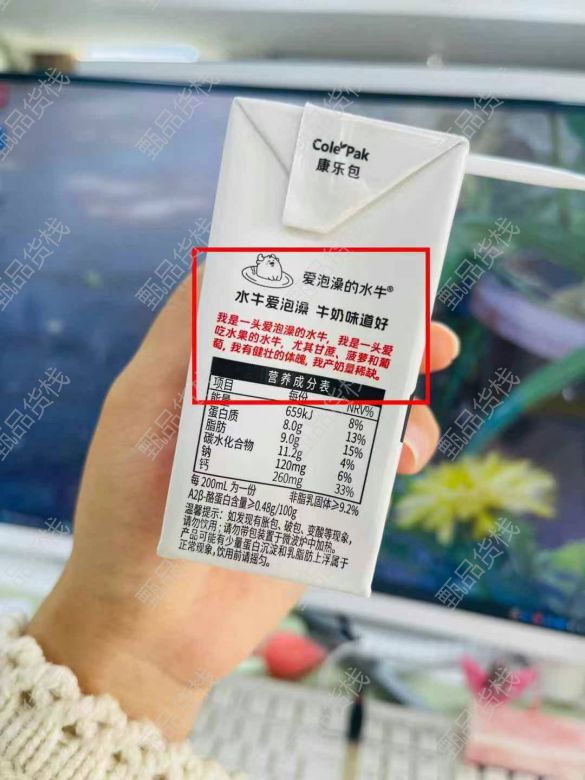 Cole Pak
康乐包
爱泡澡的水牛®
水牛爱泡澡 牛奶味道好
我是一头爱泡澡的水牛，我是一头爱
吃水果的水牛，尤其甘蔗、菠萝和葡
萄，我有健壮的体魄，我产奶量稀缺。
营养成分表
项目 每份 NRV%
能量 659kJ 8%
蛋白质 8.0g 13%
脂肪 9.0g 15%
碳水化合物 11.2g 4%
钠 120mg 6%
钙 260mg 33%
每 200mL 为一份 非脂乳固体≥9.2%
A2β-酪蛋白含量≥0.48g/100g
温馨提示：如发现有胀包、破包、变酸等现象，
请勿饮用；请勿带包装置于微波炉中加热。
产品可能有少量蛋白沉淀和乳脂肪上浮属于
正常现象，饮用前请摇匀。
甄品货栈